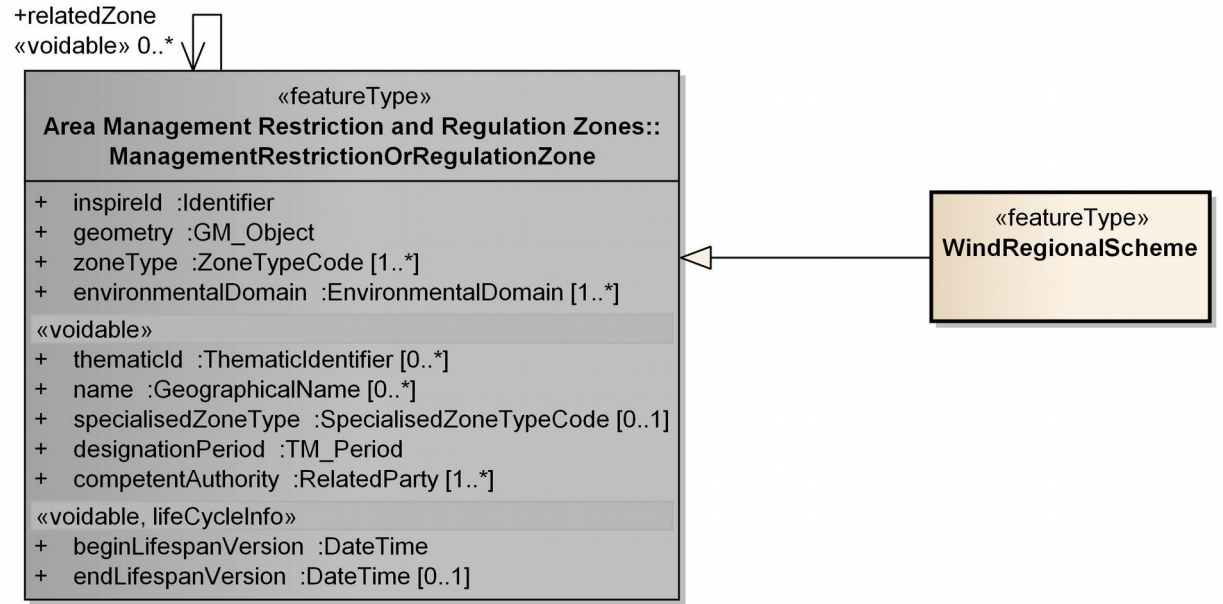 +relatedZone
«voidable» 0..*
«featureType»
Area Management Restriction and Regulation Zones::
ManagementRestrictionOrRegulationZone
+ inspireId :Identifier
+ geometry :GM_Object
+ zoneType :ZoneTypeCode [1..*]
+ environmentalDomain :EnvironmentalDomain [1..*]
«voidable»
+ thematicId :ThematicIdentifier [0..*]
+ name :GeographicalName [0..*]
+ specialisedZoneType :SpecialisedZoneTypeCode [0..1]
+ designationPeriod :TM_Period
+ competentAuthority :RelatedParty [1..*]
«voidable, lifeCycleInfo»
+ beginLifespanVersion :DateTime
+ endLifespanVersion :DateTime [0..1]
«featureType»
WindRegionalScheme